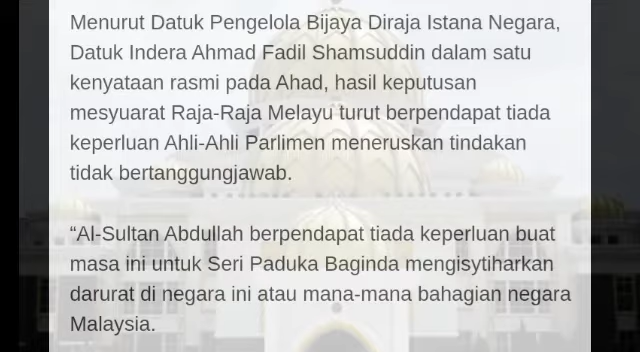 Menurut Datuk Pengelola Bijaya Diraja Istana Negara,
Datuk Indera Ahmad Fadil Shamsuddin dalam satu
kenyataan rasmi pada Ahad, hasil keputusan
mesyuarat Raja-Raja Melayu turut berpendapat tiada
keperluan Ahli-Ahli Parlimen meneruskan tindakan
tidak bertanggungjawab.
“Al-Sultan Abdullah berpendapat tiada keperluan buat
masa ini untuk Seri Paduka Baginda mengisytiharkan
darurat di negara ini atau mana-mana bahagian negara
Malaysia.